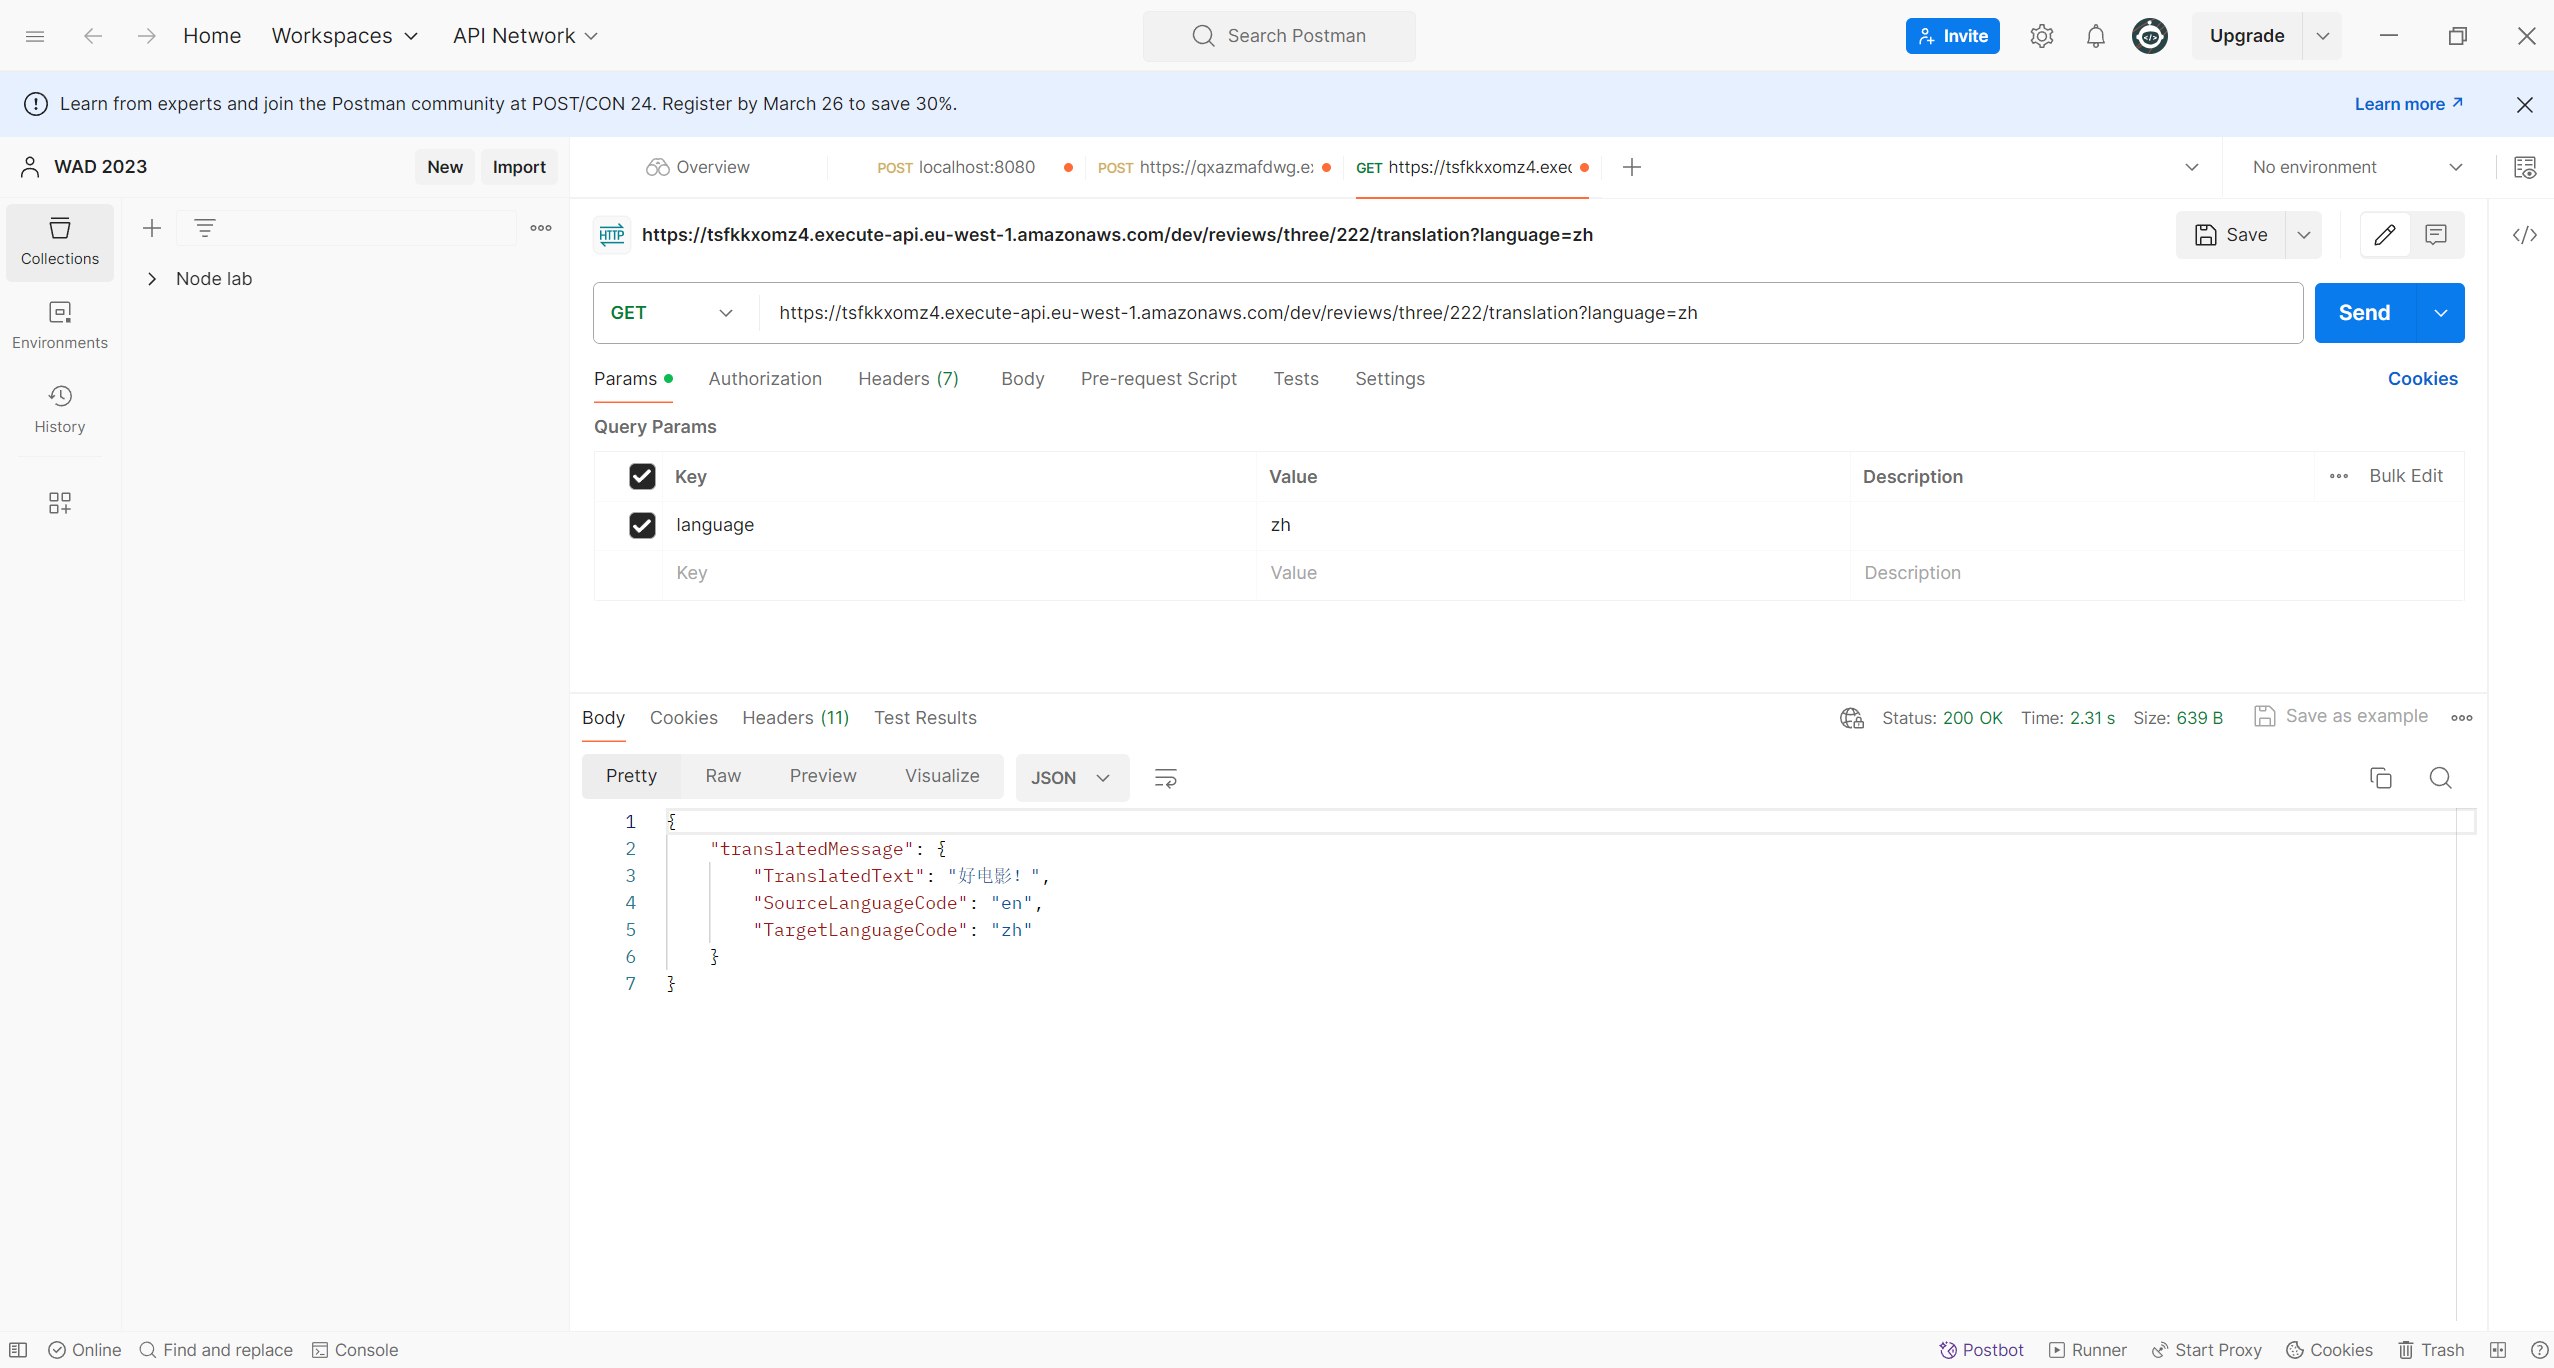 Home Workspaces API Network Search Postman Invite Upgrade
Learn from experts and join the Postman community at POST/CON 24. Register by March 26 to save 30%. Learn more
WAD 2023 New Import Overview POST localhost:8080 POST https://qxazmafdwg.e GET https://tsfkkxomz4.exec No environment
Collections
Environments
History
Node lab
HTTP https://tsfkkxomz4.execute-api.eu-west-1.amazonaws.com/dev/reviews/three/222/translation?language=zh Save
GET https://tsfkkxomz4.execute-api.eu-west-1.amazonaws.com/dev/reviews/three/222/translation?language=zh Send
Params Authorization Headers (7) Body Pre-request Script Tests Settings Cookies
Query Params
Key Value Description Bulk Edit
language zh
Key Value Description
Body Cookies Headers (11) Test Results Status: 200 OK Time: 2.31 s Size: 639 B Save as example
Pretty Raw Preview Visualize JSON
1 {
2 "translatedMessage": {
3 "TranslatedText": "好电影！",
4 "SourceLanguageCode": "en",
5 "TargetLanguageCode": "zh"
6 }
7 }
Online Find and replace Console Postbot Runner Start Proxy Cookies Trash